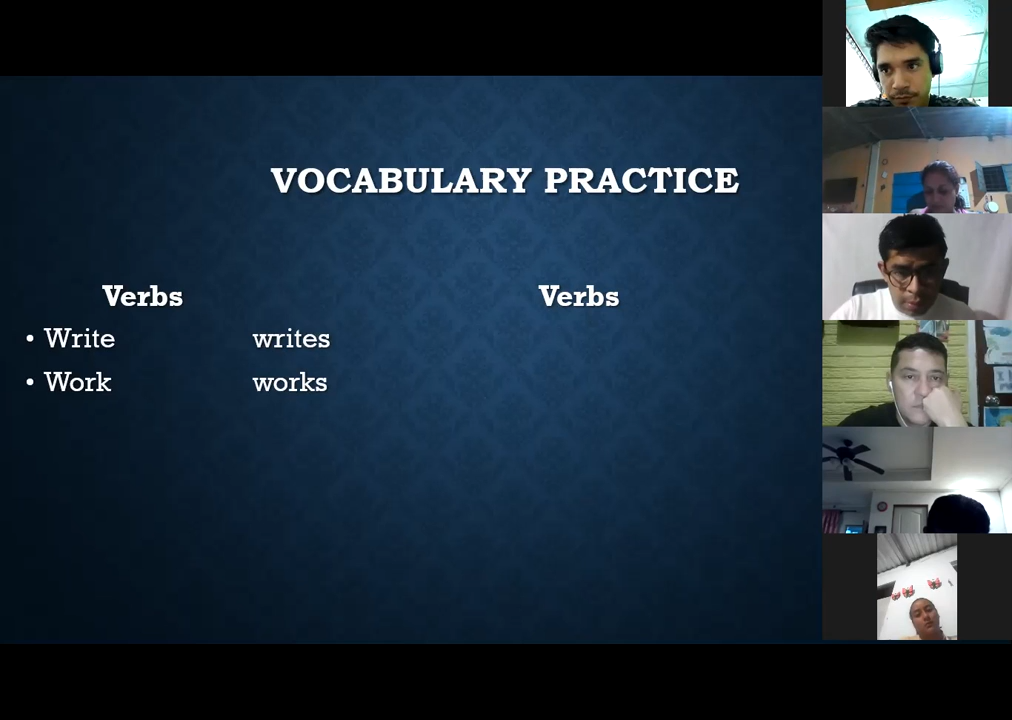 VOCABULARY PRACTICE
Verbs
• Write writes
• Work works
Verbs